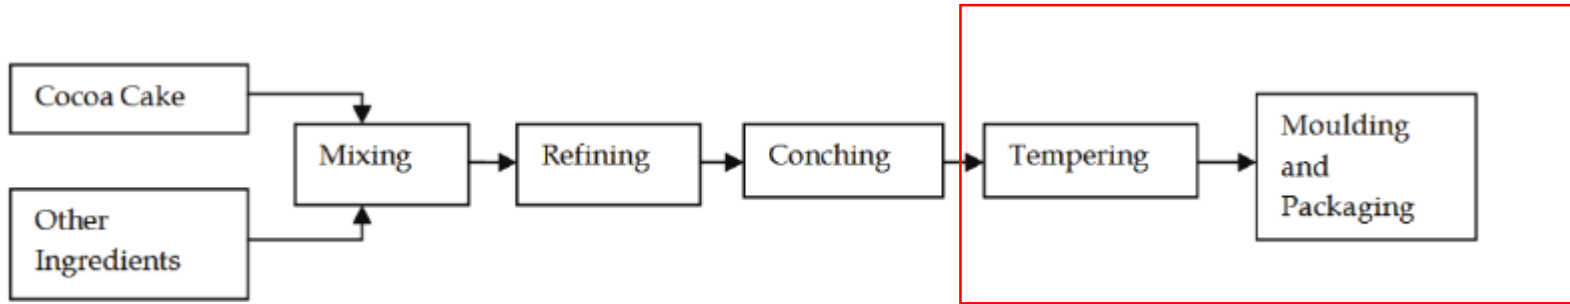 Cocoa Cake
Other
Ingredients
Mixing
Refining
Conching
Tempering
Moulding
and
Packaging